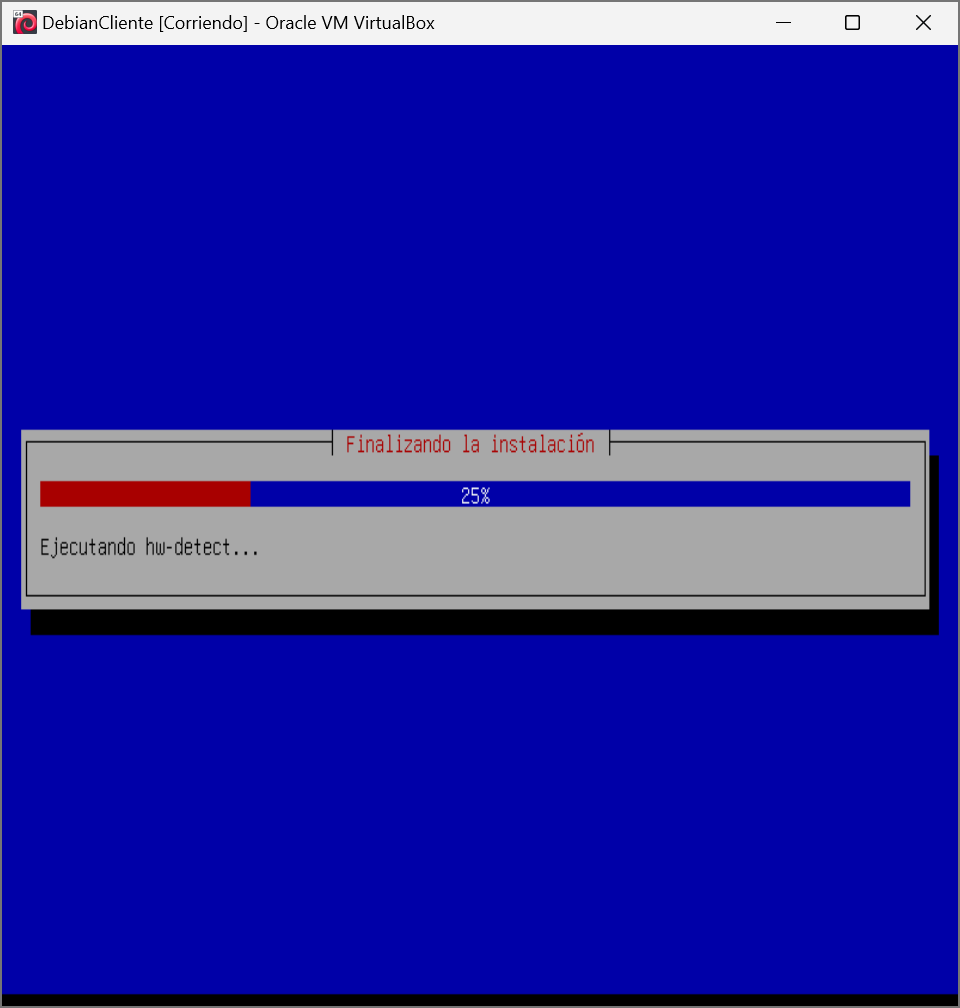 DebianCliente [Corriendo] - Oracle VM VirtualBox
Finalizando la instalación
25%
Ejecutando hw-detect...